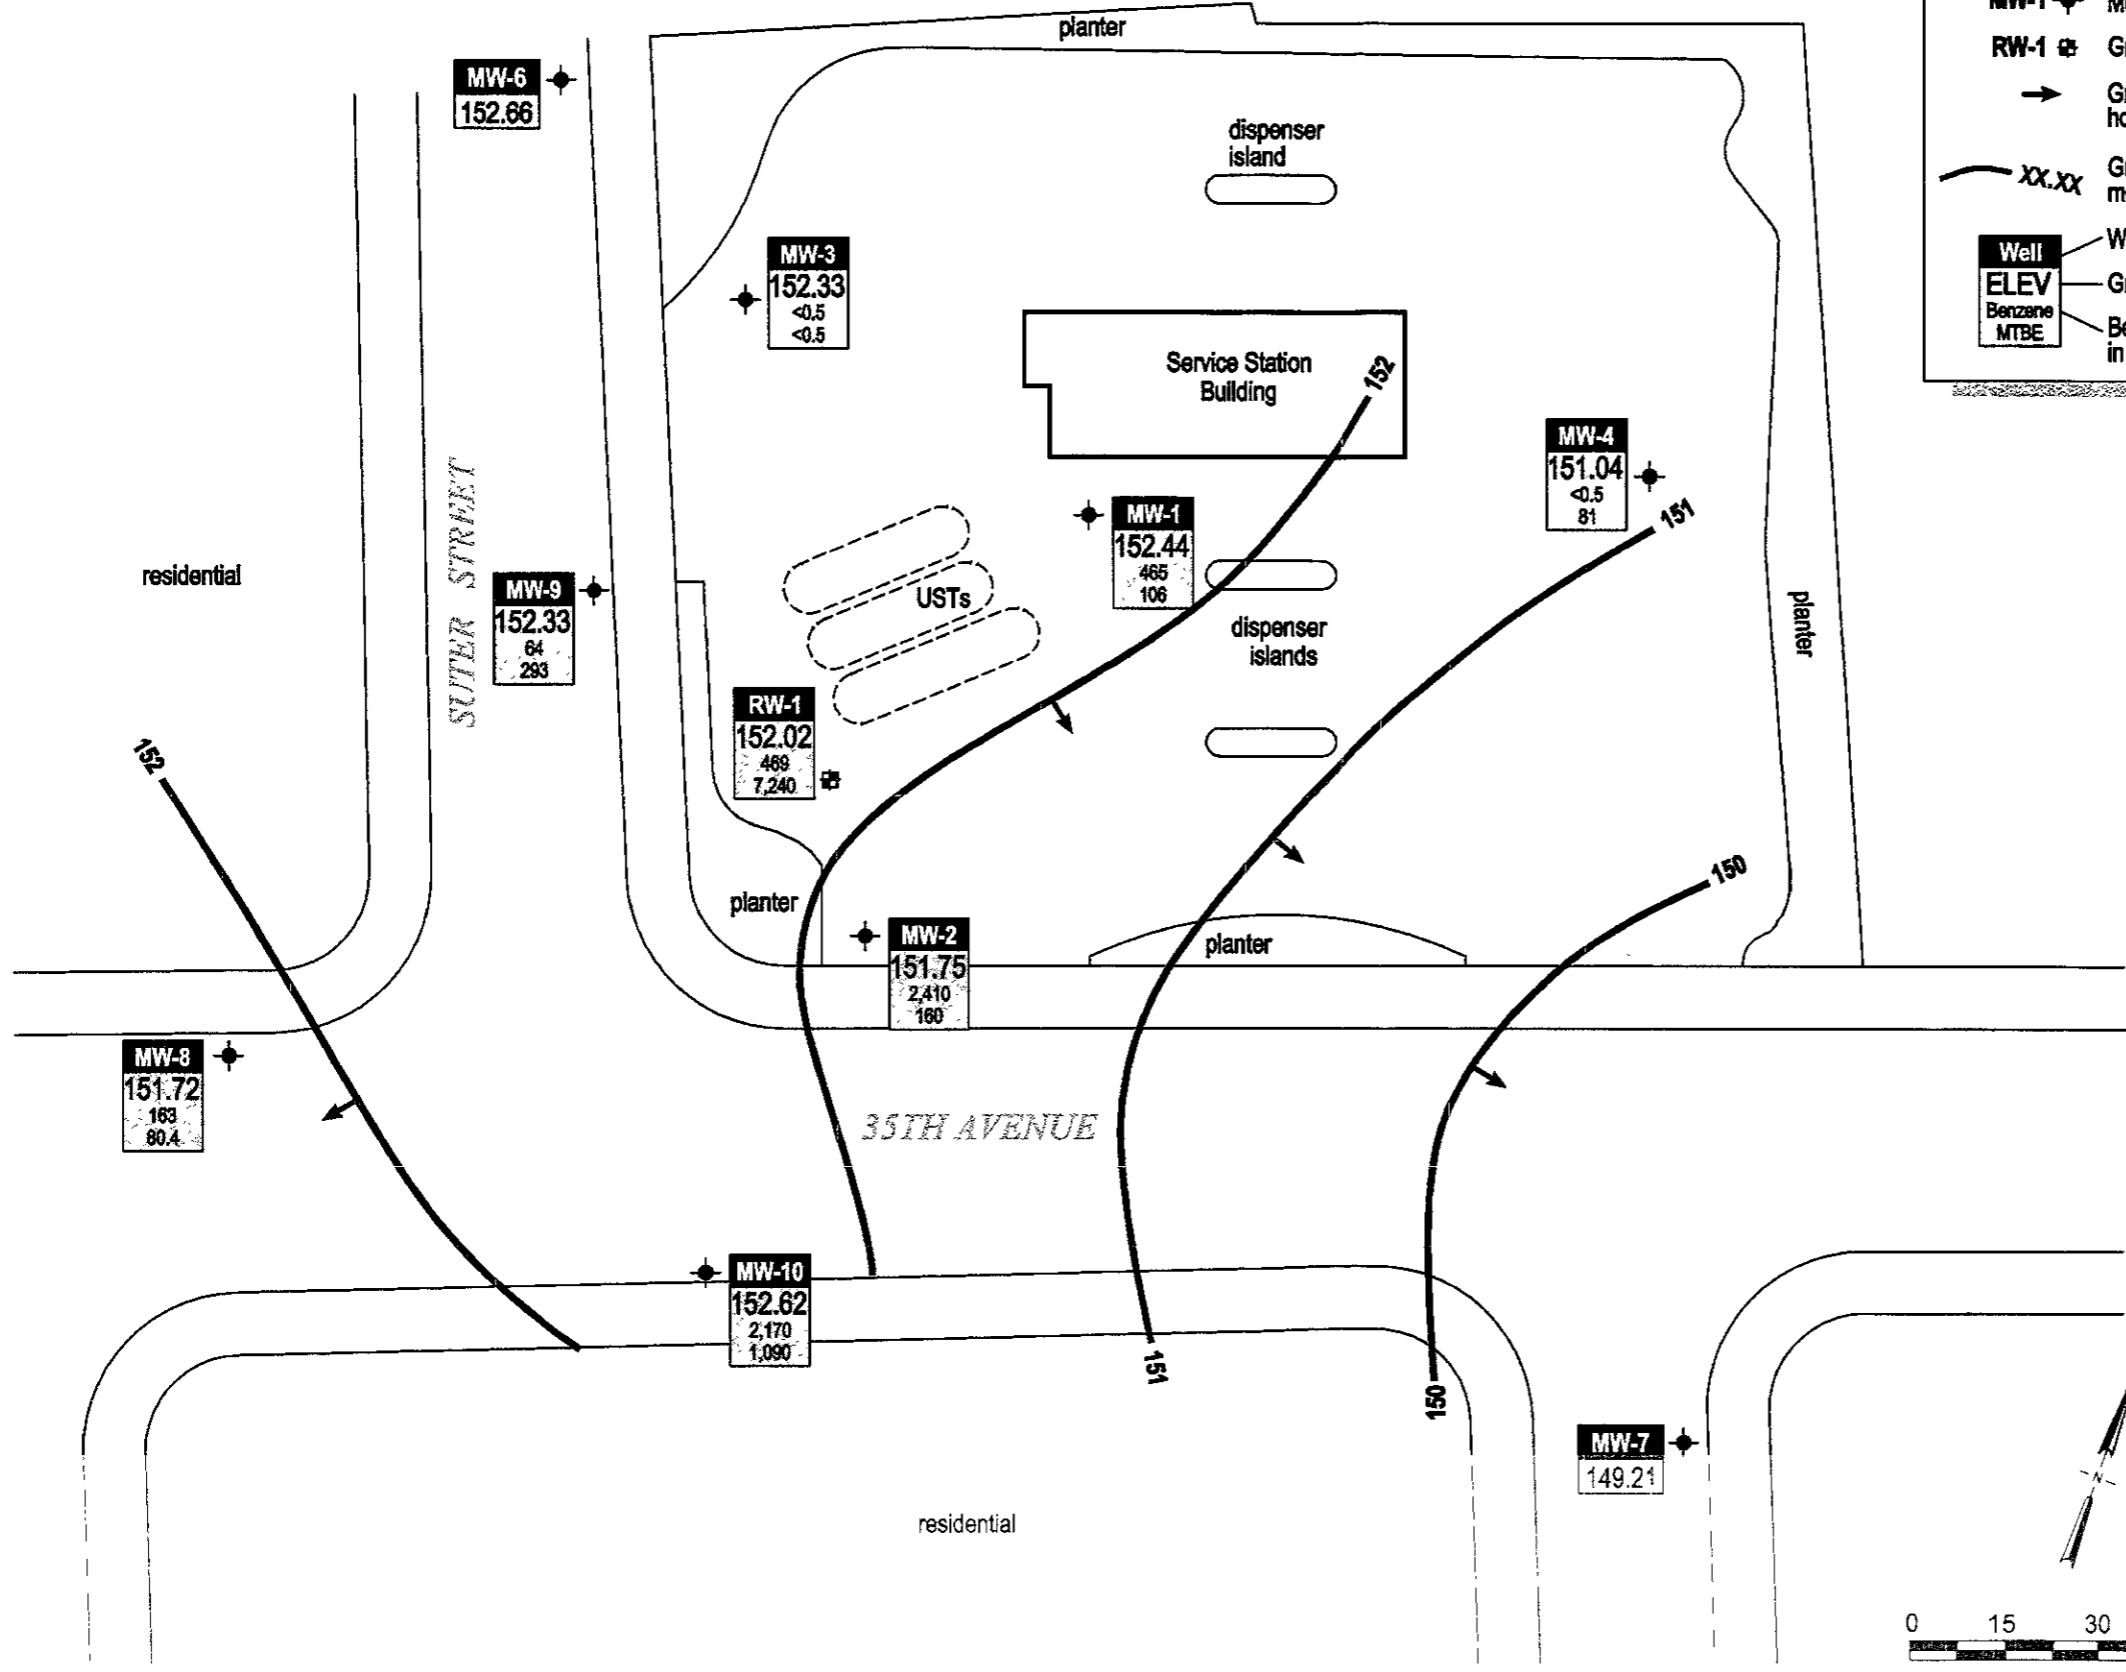 planter
MW-1
RW-1
XX.XX
Well
ELEV
Benzene
MTBE
MW-6
152.66
dispenser
island
MW-3
152.33
<0.5
<0.5
Service Station
Building
152
MW-4
151.04
<0.5
81
151
MW-1
152.44
465
106
SUTER STREET
residential
USTs
MW-9
152.33
64
293
dispenser
islands
planter
RW-1
152.02
469
7,240
152
150
planter
MW-2
151.75
2,410
160
planter
MW-8
151.72
163
80.4
35TH AVENUE
MW-10
152.62
2,170
1,090
151
150
MW-7
149.21
residential
N
0 15 30